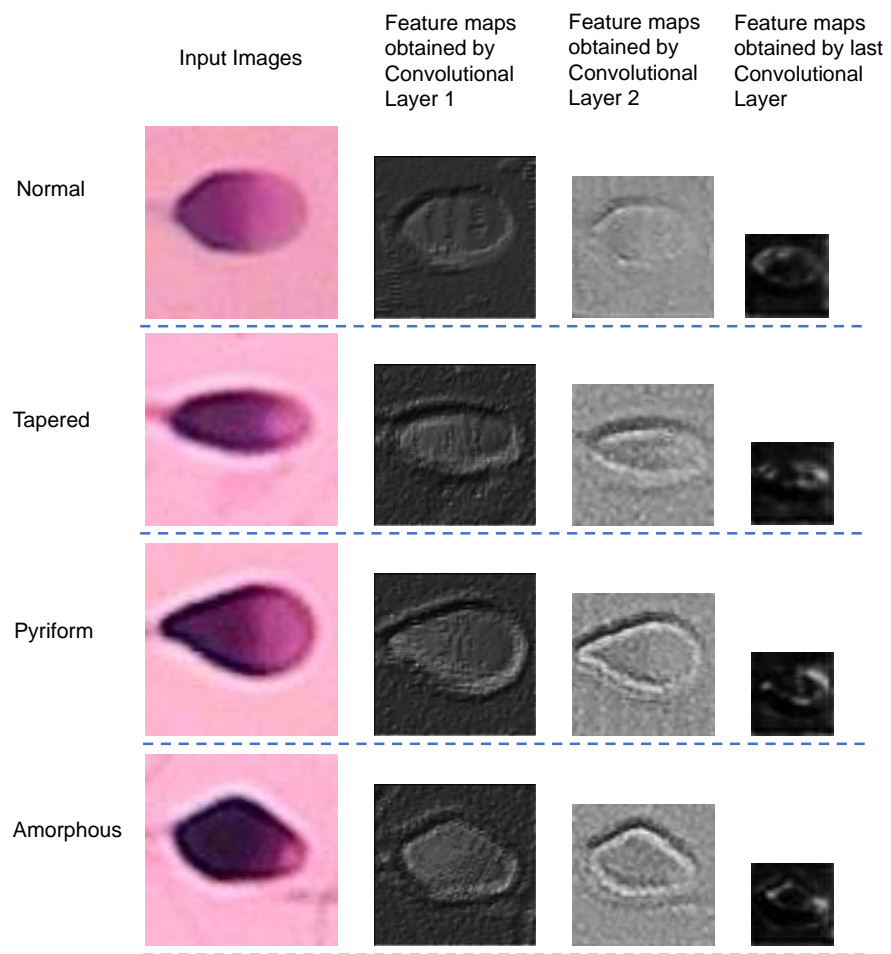 Input Images
Feature maps
obtained by
Convolutional
Layer 1
Feature maps
obtained by
Convolutional
Layer 2
Feature maps
obtained by last
Convolutional
Layer
Normal
Tapered
Pyriform
Amorphous